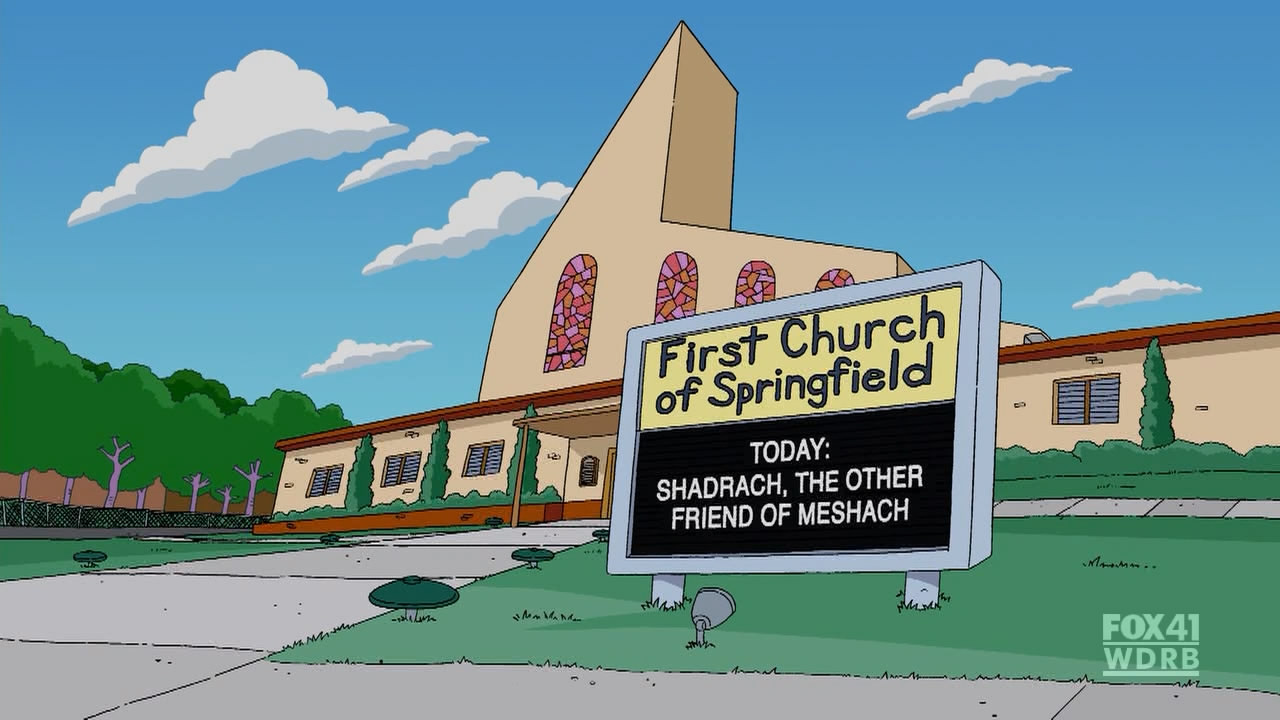 First Church
of Springfield
TODAY:
SHADRACH, THE OTHER
FRIEND OF MESHACH
FOX41
WDRB